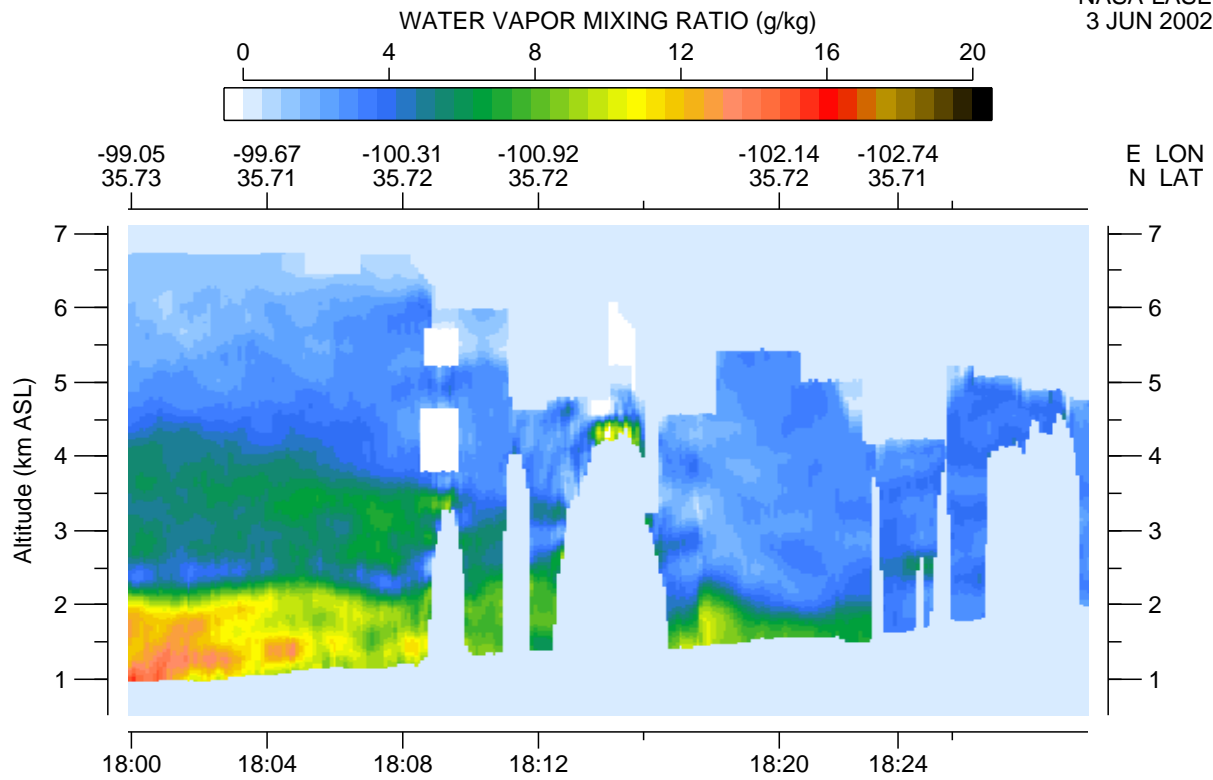 NASA LASE
WATER VAPOR MIXING RATIO (g/kg) 3 JUN 2002
0 4 8 12 16 20
-99.05 -99.67 -100.31 -100.92 -102.14 -102.74 E LON
35.73 35.71 35.72 35.72 35.72 35.71 N LAT
7 7
6 6
5 5
4 4
3 3
2 2
1 1
Altitude (km ASL)
18:00 18:04 18:08 18:12 18:20 18:24